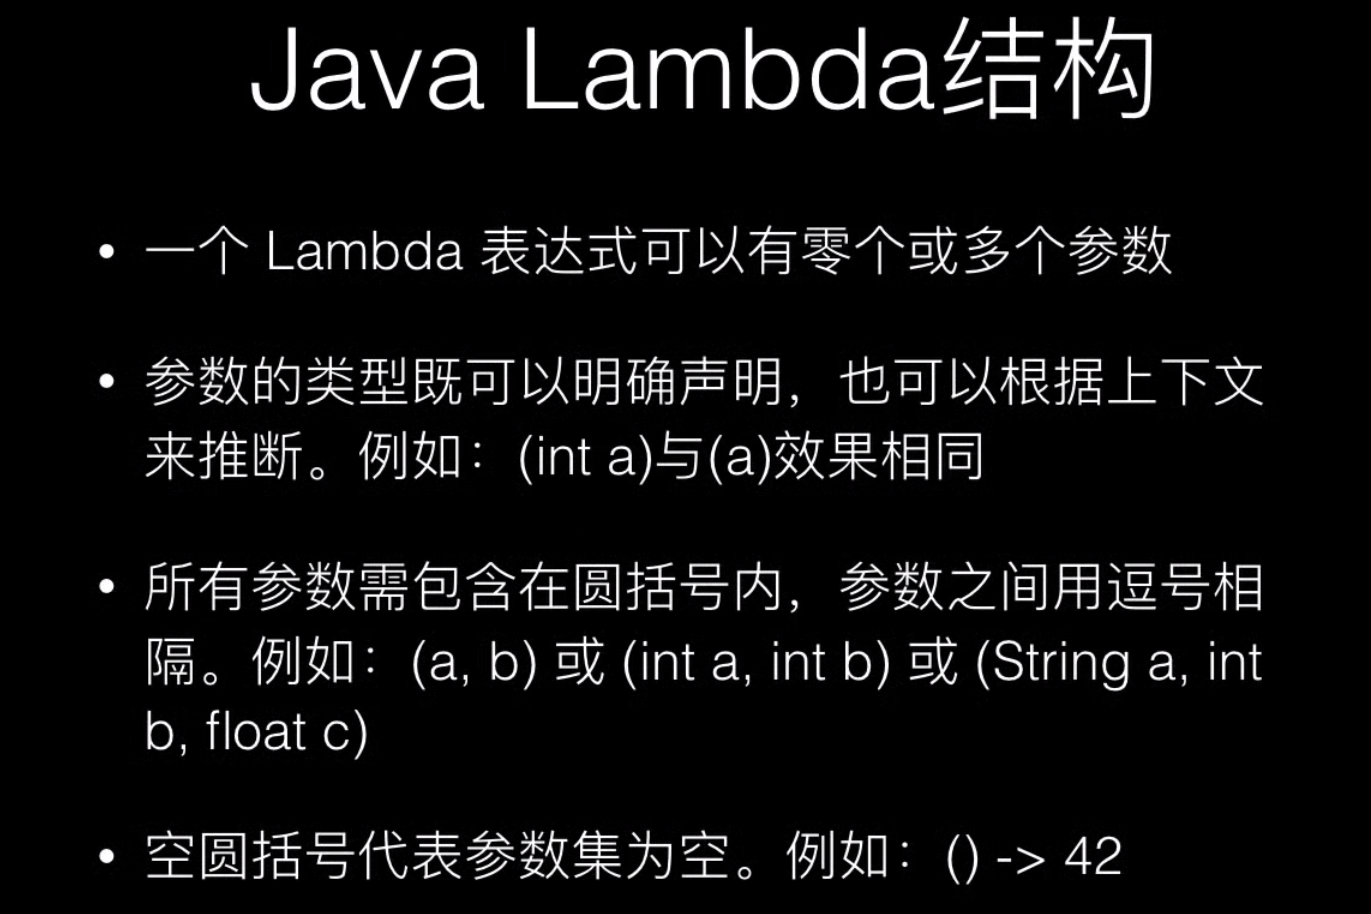 Java Lambda结构
• 一个 Lambda 表达式可以有零个或多个参数
• 参数的类型既可以明确声明，也可以根据上下文
来推断。例如：(int a)与(a)效果相同
• 所有参数需包含在圆括号内，参数之间用逗号相
隔。例如：(a, b) 或 (int a, int b) 或 (String a, int
b, float c)
• 空圆括号代表参数集为空。例如：() -> 42